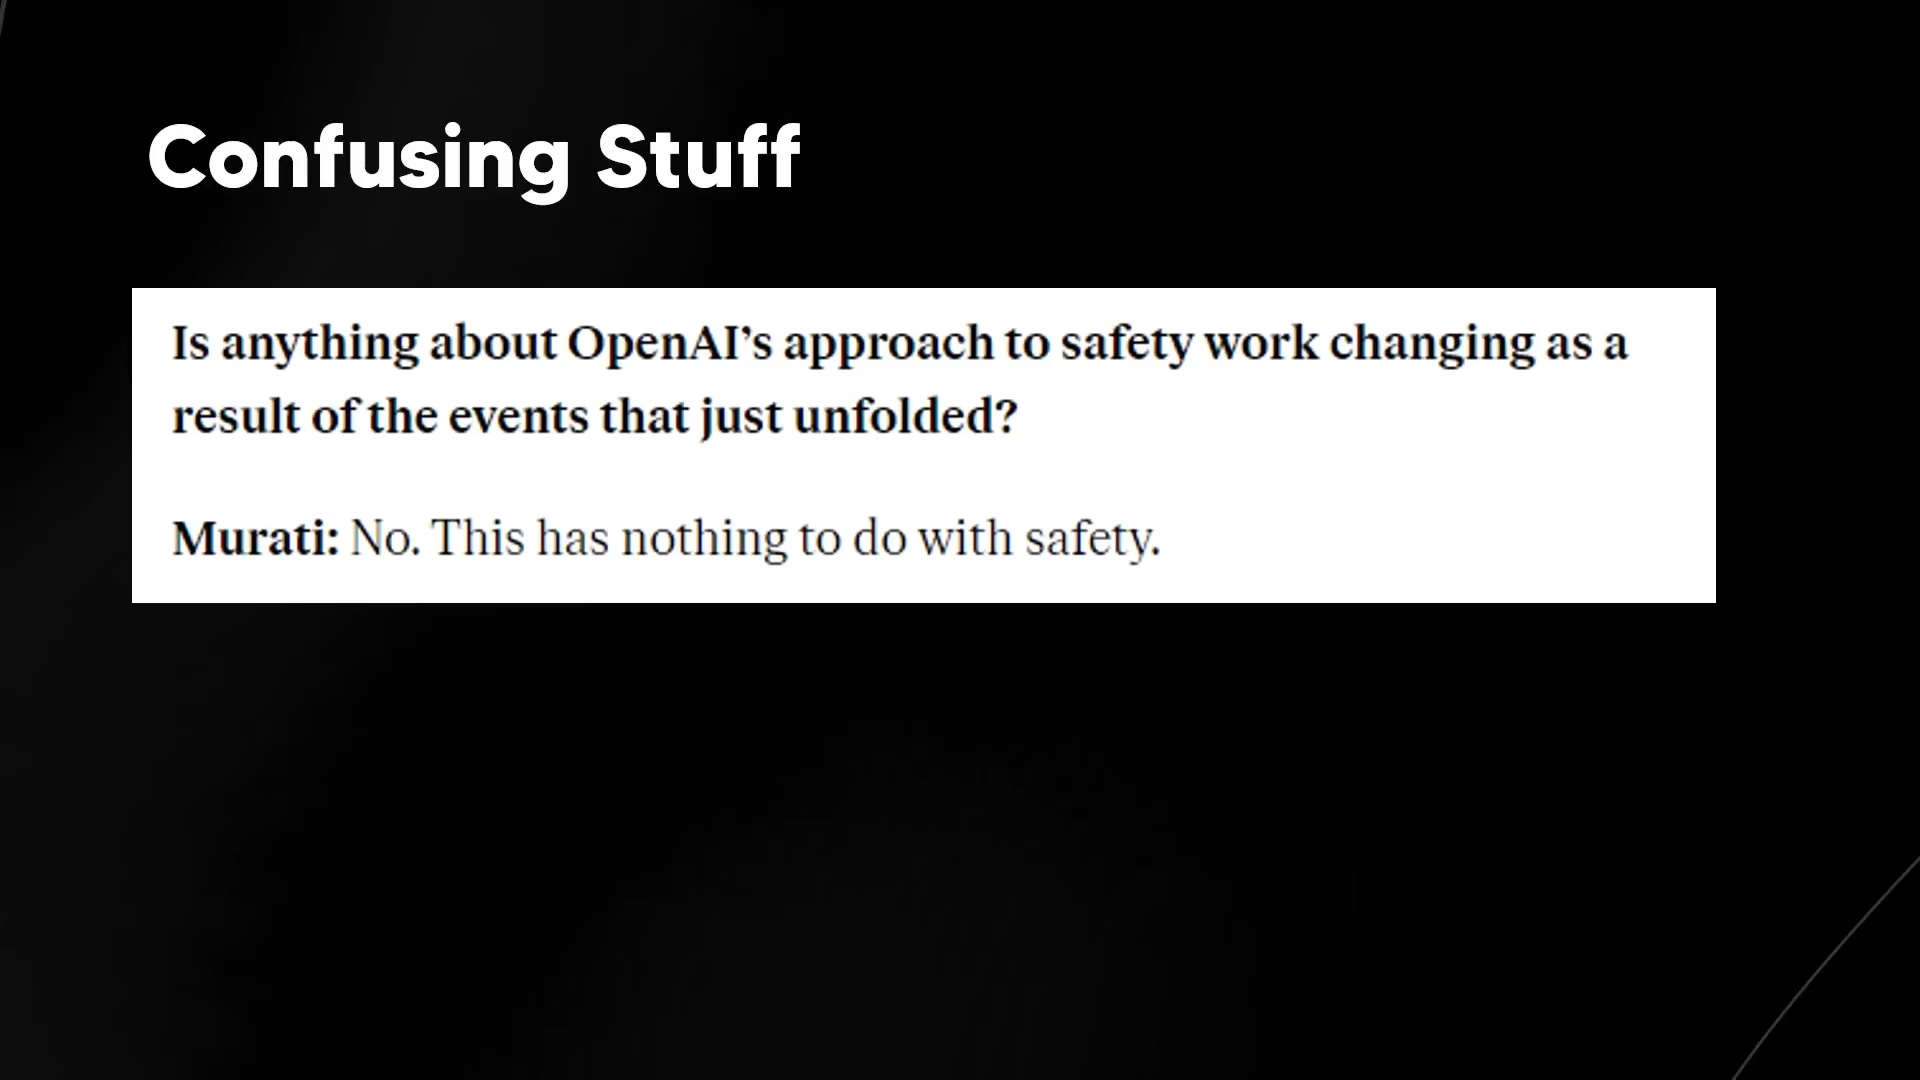 Confusing Stuff
Is anything about OpenAI’s approach to safety work changing as a
result of the events that just unfolded?
Murati: No. This has nothing to do with safety.